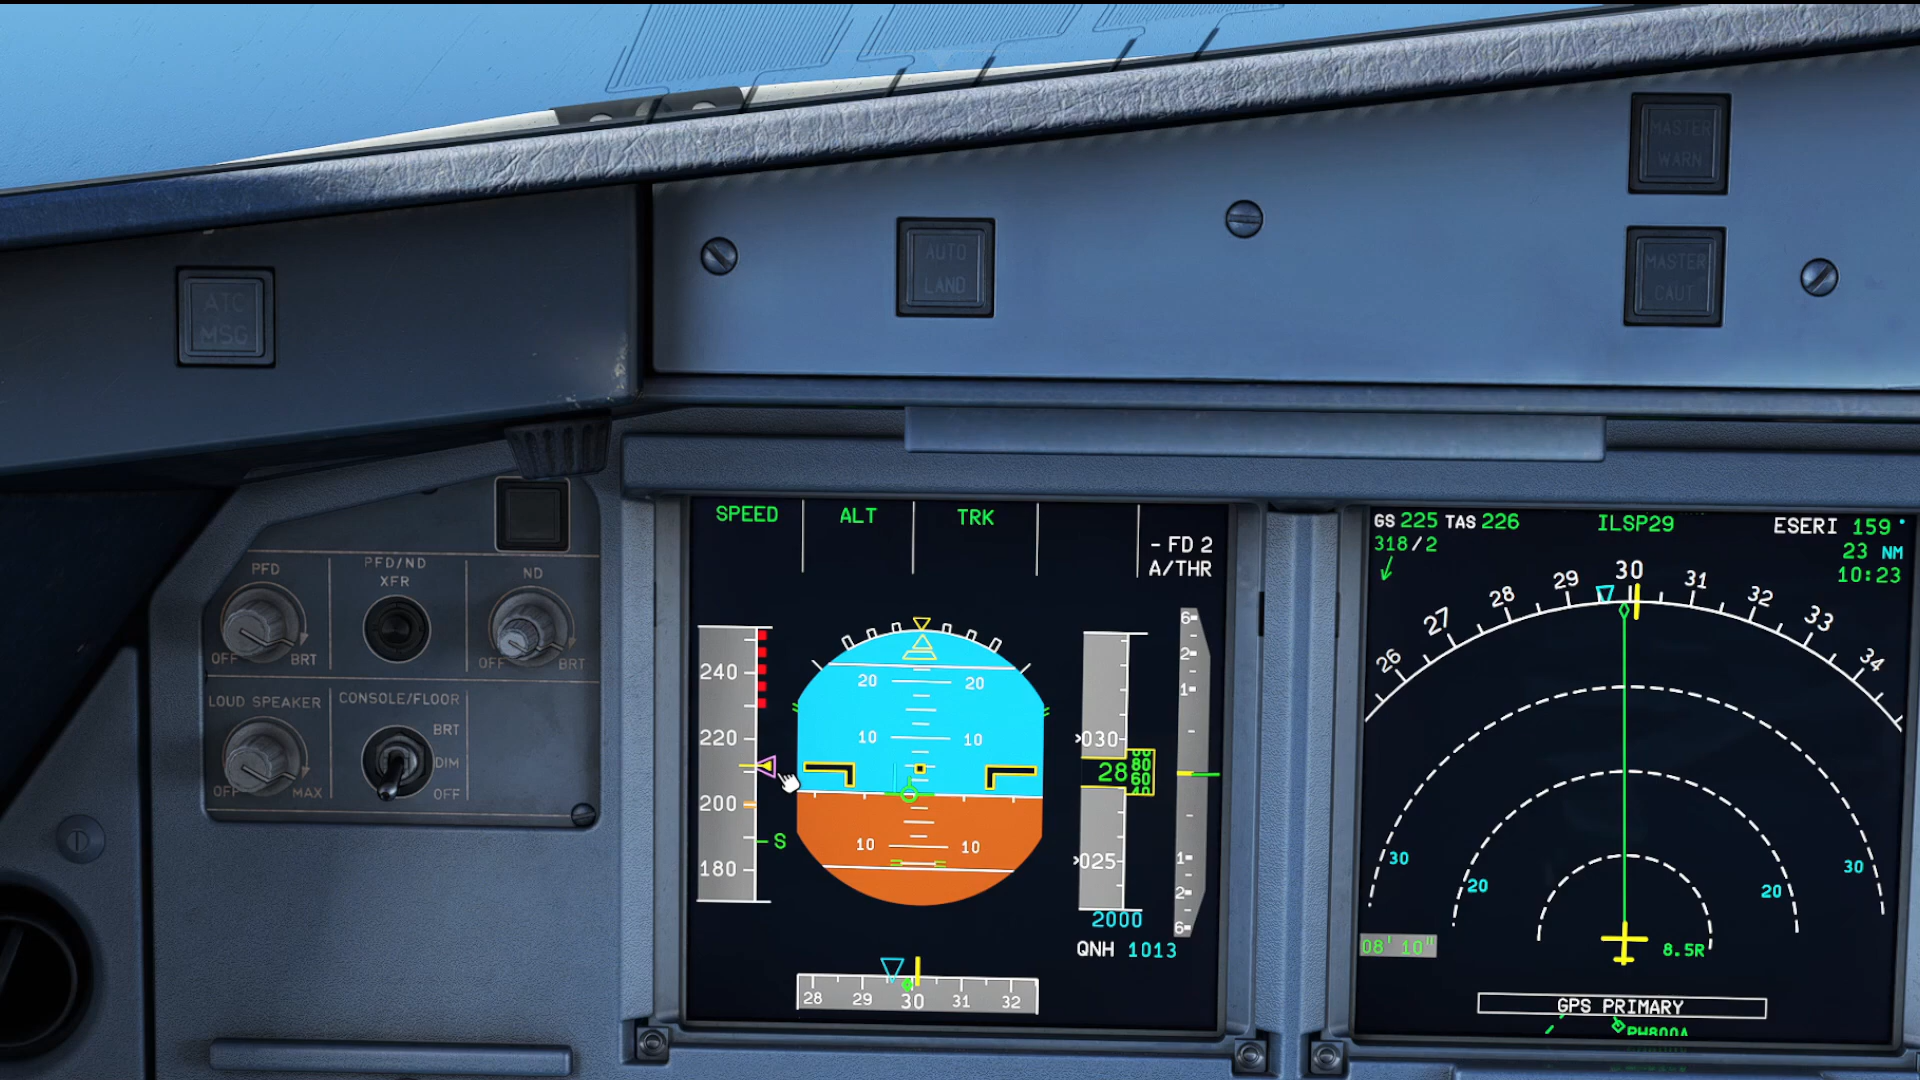 MASTER
WARN
AUTO
LAND
MASTER
CAUT
ATC
MSG
PFD
OFF
BRT
PFD/ND
XFR
ND
OFF
BRT
LOUD SPEAKER
OFF
MAX
CONSOLE/FLOOR
BRT
DIM
OFF
SPEED
ALT
TRK
- FD 2
A/THR
240
220
200
180
S
20 20
10 10
10 10
030
28
80
60
025
2000
QNH 1013
6
2
1
1
2
6
28 29 30 31 32
GS 225 TAS 226
318/2
ILSP29
ESERI 159°
23 NM
10:23
26 27 28 29 30 31 32 33 34
30 30
20 20
08' 10"
8.5R
GPS PRIMARY